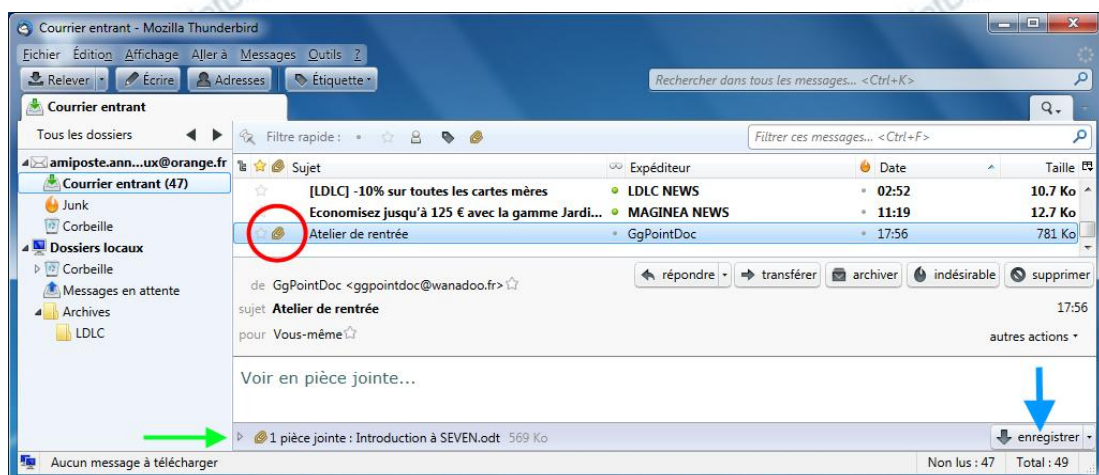 Courrier entrant - Mozilla Thunderbird
Fichier Édition Affichage Aller à Messages Outils ?
Relever Écrire Adresses Étiquette Rechercher dans tous les messages... <Ctrl+K>
Courrier entrant
Tous les dossiers Filtre rapide : Filtrer ces messages... <Ctrl+F>
amiposte.ann...ux@orange.fr Sujet Expéditeur Date Taille
Courrier entrant (47) [LDLC] -10% sur toutes les cartes mères LDLC NEWS 02:52 10.7 Ko
Junk Economisez jusqu'à 125 € avec la gamme Jardi... MAGINEA NEWS 11:19 12.7 Ko
Corbeille Atelier de rentrée GgPointDoc 17:56 781 Ko
Dossiers locaux
Corbeille répondre transférer archiver indésirable supprimer
Messages en attente de GgPointDoc <ggpointdoc@wanadoo.fr>
Archives sujet Atelier de rentrée 17:56
LDLC pour Vous-même autres actions
Voir en pièce jointe...
1 pièce jointe : Introduction à SEVEN.odt 569 Ko enregistrer
Aucun message à télécharger Non lus : 47 Total : 49